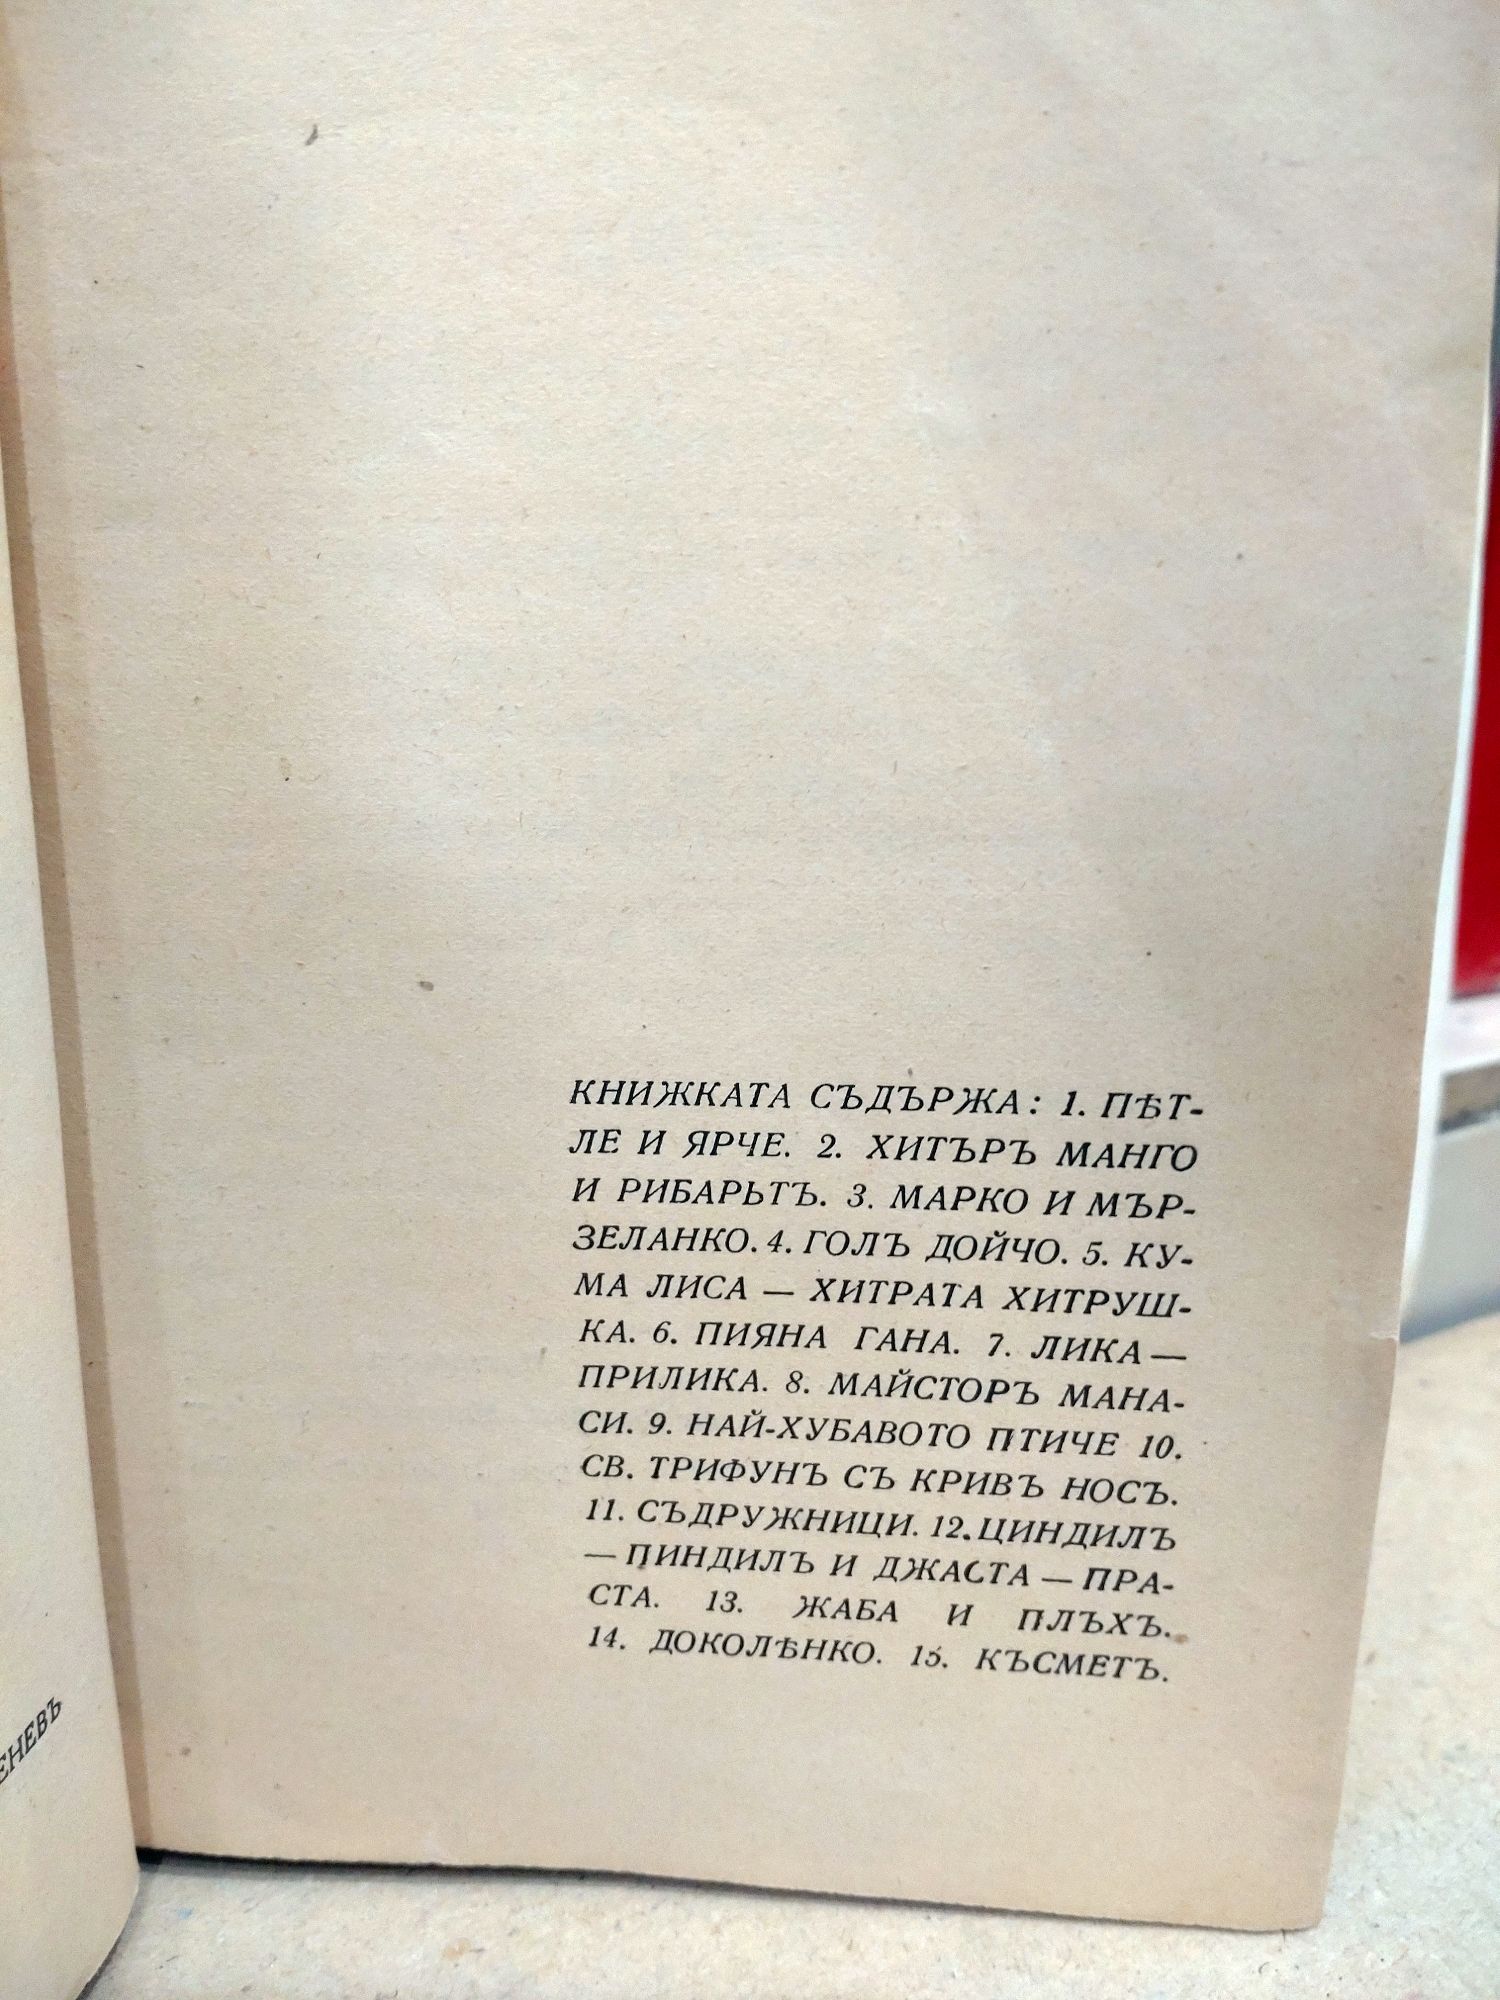 КНИЖКАТА СЪДЪРЖА: 1. ПѢТ-
ЛЕ И ЯРЧЕ. 2. ХИТЪРЪ МАНГО
И РИБАРЬТЪ. 3. МАРКО И МЪР-
ЗЕЛАНКО. 4. ГОЛЪ ДОЙЧО. 5. КУ-
МА ЛИСА — ХИТРАТА ХИТРУШ-
КА. 6. ПИЯНА ГАНА. 7. ЛИКА —
ПРИЛИКА. 8. МАЙСТОРЪ МАНА-
СИ. 9. НАЙ-ХУБАВОТО ПТИЧЕ 10.
СВ. ТРИФУНЪ СЪ КРИВЪ НОСЪ.
11. СЪДРУЖНИЦИ. 12. ЦИНДИЛЪ
— ПИНДИЛЪ И ДЖАСТА — ПРА-
СТА. 13. ЖАБА И ПЛЪХЪ.
14. ДОКОЛѢНКО. 15. КЪСМЕТЪ.